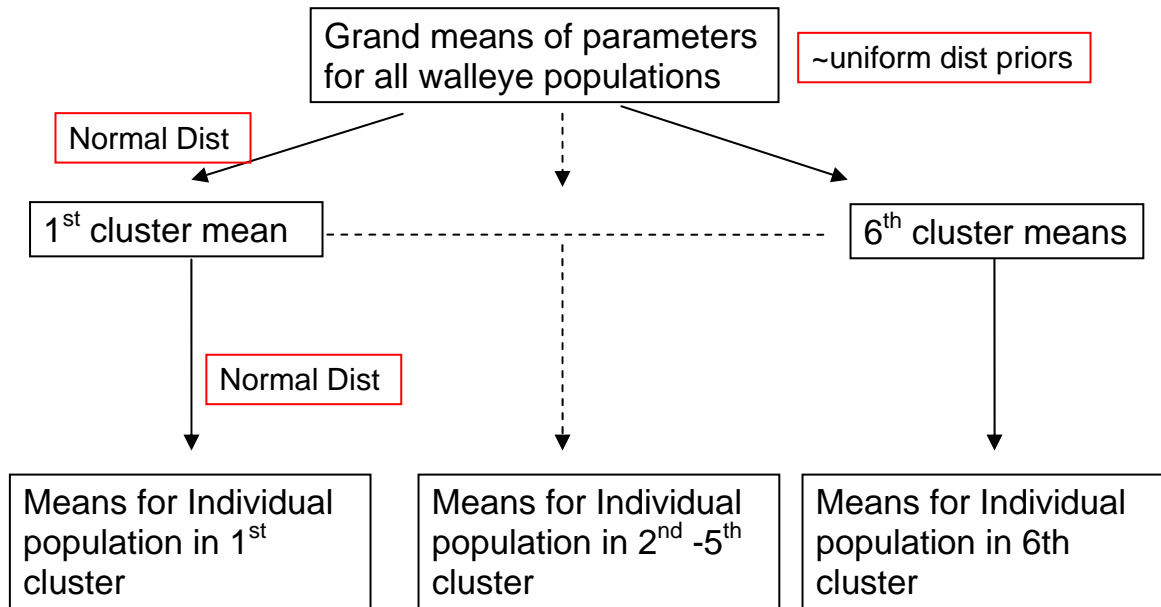 Grand means of parameters
for all walleye populations
~uniform dist priors
Normal Dist
1st cluster mean
6th cluster means
Normal Dist
Means for Individual
population in 1st
cluster
Means for Individual
population in 2nd -5th
cluster
Means for Individual
population in 6th
cluster